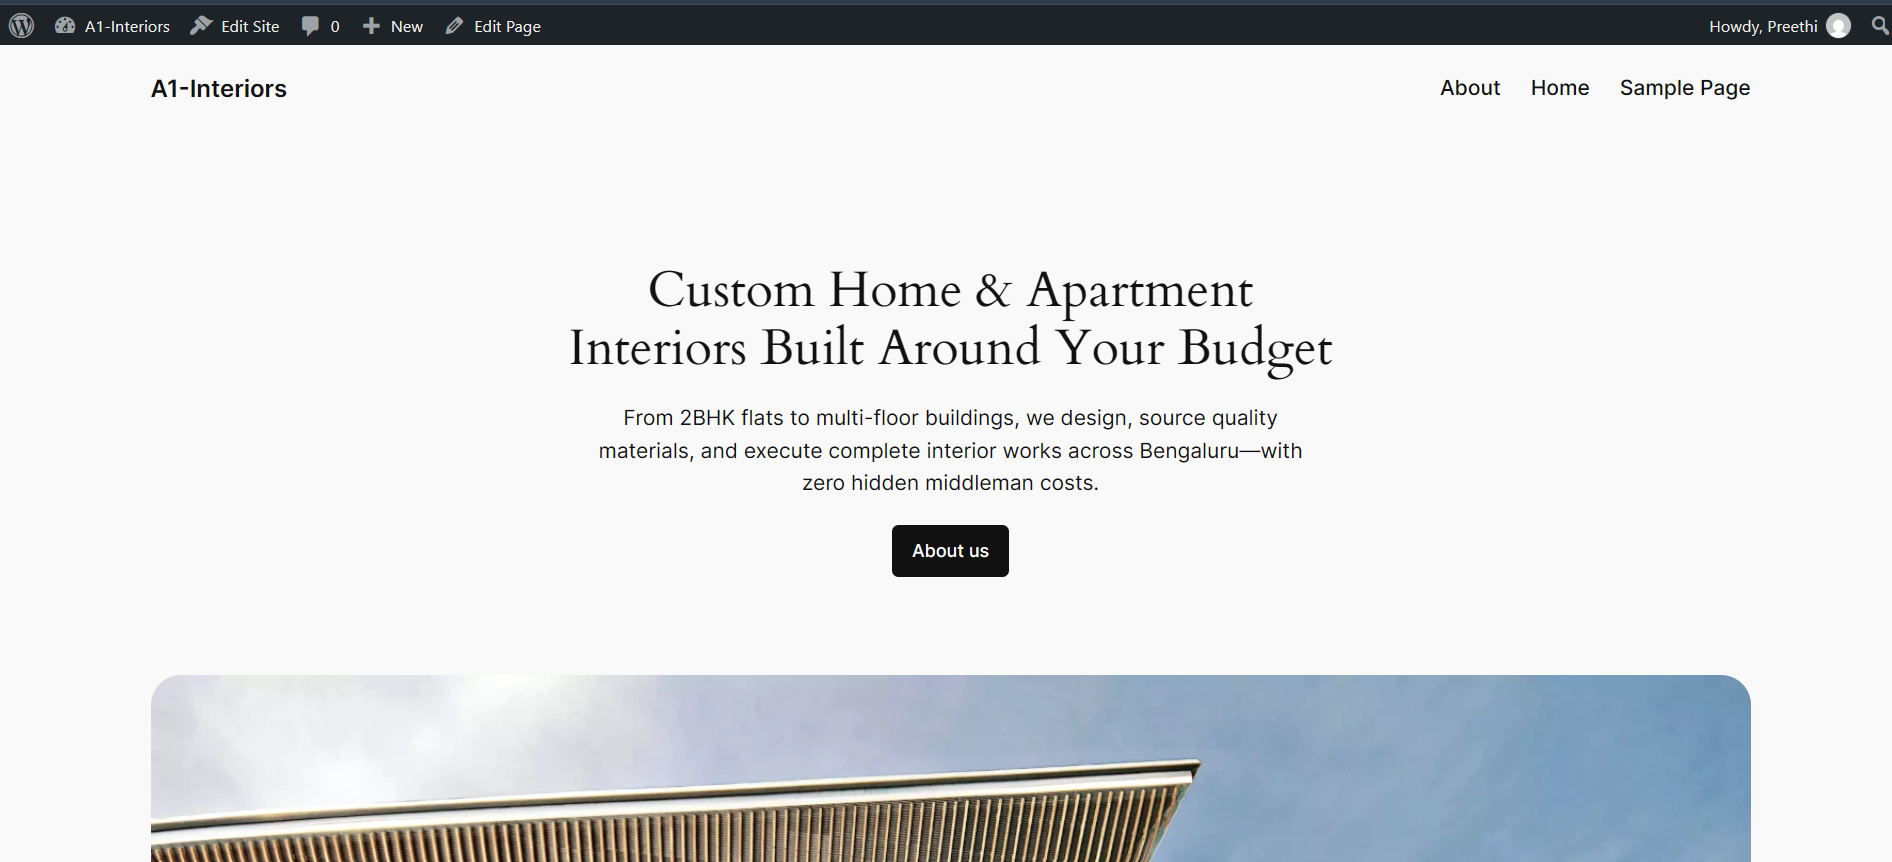 A1-Interiors Edit Site 0 New Edit Page Howdy, Preethi
A1-Interiors About Home Sample Page
Custom Home & Apartment
Interiors Built Around Your Budget
From 2BHK flats to multi-floor buildings, we design, source quality
materials, and execute complete interior works across Bengaluru—with
zero hidden middleman costs.
About us